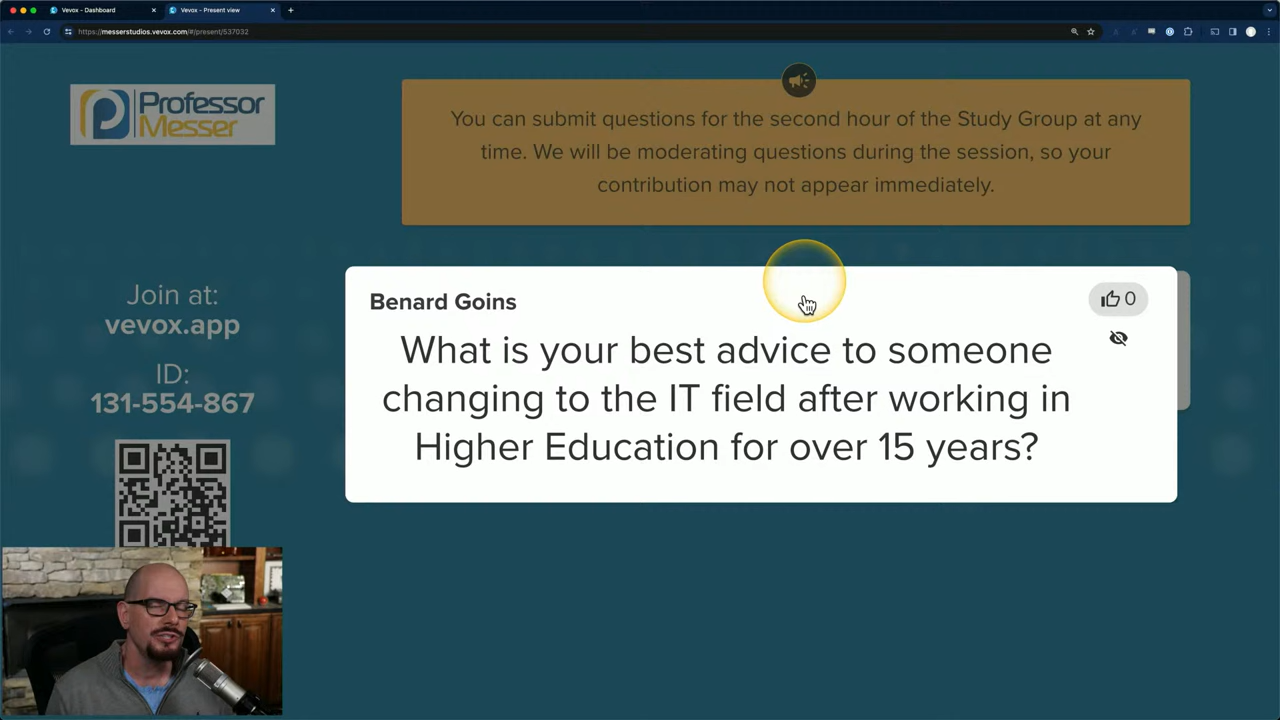 Vevox - Dashboard
Vevox - Present view
https://messerstudios.vevox.com/#/present/537032
Professor
Messer
You can submit questions for the second hour of the Study Group at any
time. We will be moderating questions during the session, so your
contribution may not appear immediately.
Join at:
vevox.app
ID:
131-554-867
Benard Goins
0
What is your best advice to someone
changing to the IT field after working in
Higher Education for over 15 years?